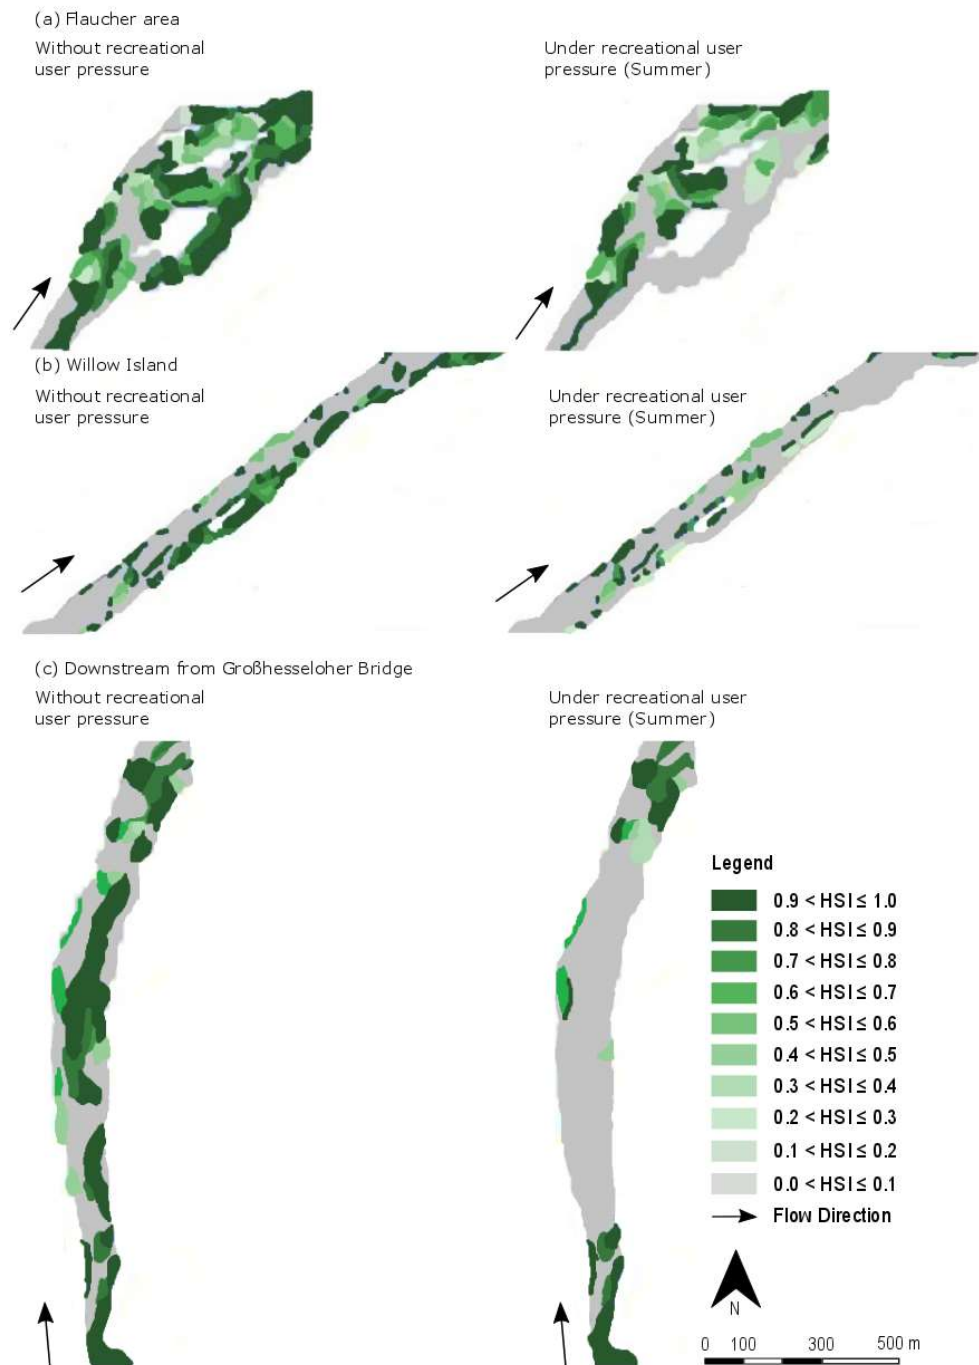 (a) Flaucher area
Without recreational
user pressure
Under recreational user
pressure (Summer)
(b) Willow Island
Without recreational
user pressure
Under recreational user
pressure (Summer)
(c) Downstream from Großhesseloher Bridge
Without recreational
user pressure
Under recreational user
pressure (Summer)
Legend
0.9 < HSI ≤ 1.0
0.8 < HSI ≤ 0.9
0.7 < HSI ≤ 0.8
0.6 < HSI ≤ 0.7
0.5 < HSI ≤ 0.6
0.4 < HSI ≤ 0.5
0.3 < HSI ≤ 0.4
0.2 < HSI ≤ 0.3
0.1 < HSI ≤ 0.2
0.0 < HSI ≤ 0.1
Flow Direction
N
0 100 300 500 m